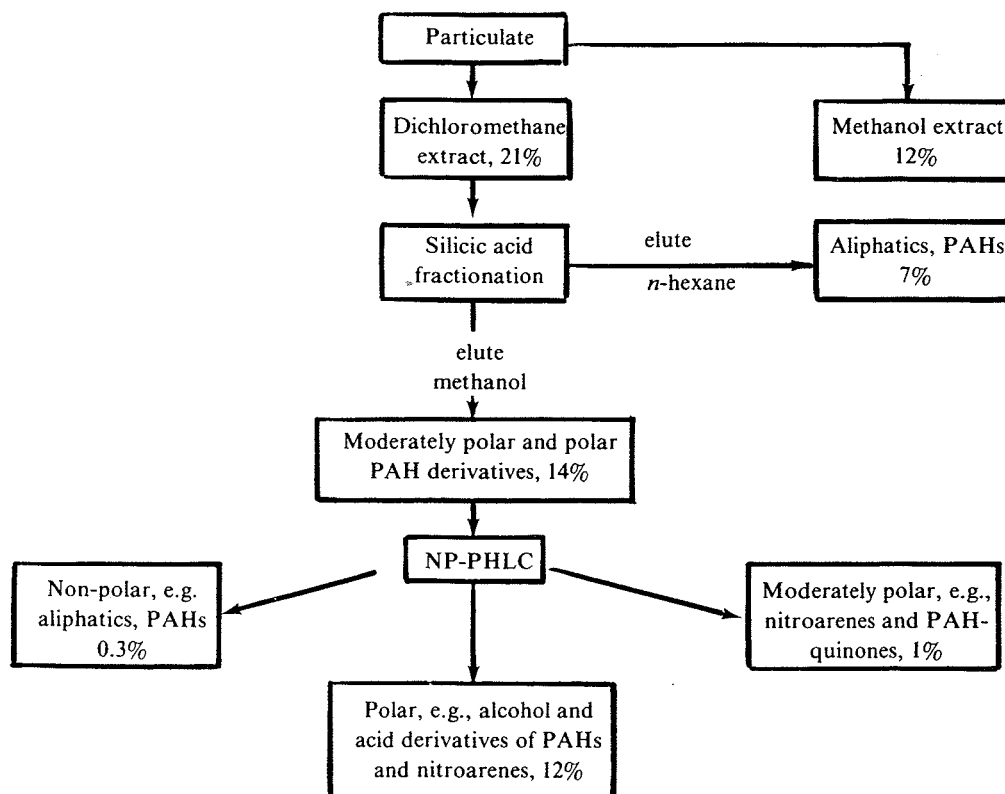 Particulate
Dichloromethane
extract, 21%
Methanol extract
12%
Silicic acid
fractionation
elute
n-hexane
Aliphatics, PAHs
7%
elute
methanol
Moderately polar and polar
PAH derivatives, 14%
NP-PHLC
Non-polar, e.g.
aliphatics, PAHs
0.3%
Moderately polar, e.g.,
nitroarenes and PAH-
quinones, 1%
Polar, e.g., alcohol and
acid derivatives of PAHs
and nitroarenes, 12%